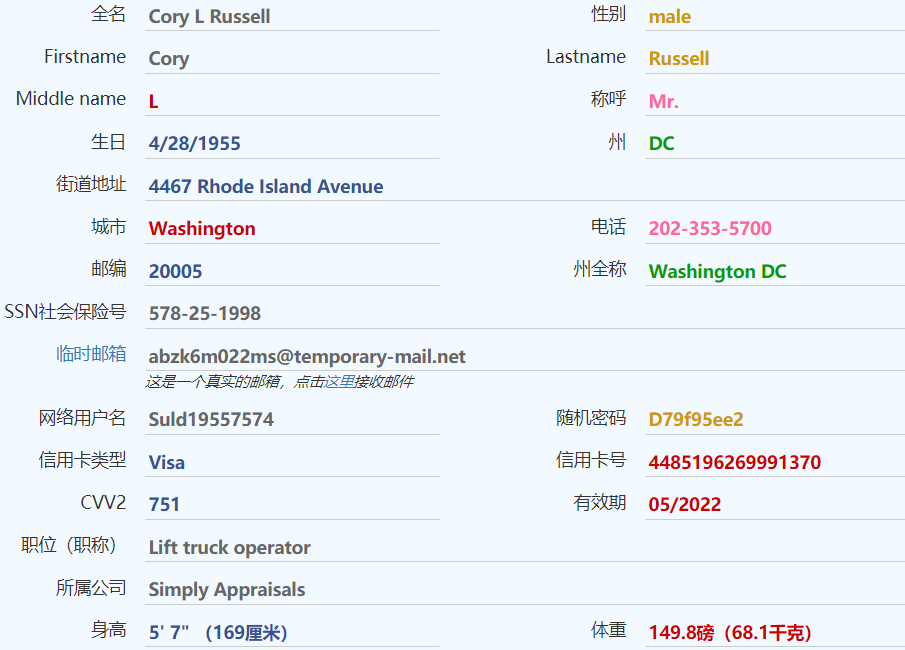 全名 Cory L Russell 性别 male
Firstname Cory Lastname Russell
Middle name L 称呼 Mr.
生日 4/28/1955 州 DC
街道地址 4467 Rhode Island Avenue
城市 Washington 电话 202-353-5700
邮编 20005 州全称 Washington DC
SSN社会保险号 578-25-1998
临时邮箱 abzk6m022ms@temporary-mail.net
这是一个真实的邮箱，点击这里接收邮件
网络用户名 Suld19557574 随机密码 D79f95ee2
信用卡类型 Visa 信用卡号 4485196269991370
CVV2 751 有效期 05/2022
职位（职称） Lift truck operator
所属公司 Simply Appraisals
身高 5' 7" （169厘米） 体重 149.8磅（68.1千克）